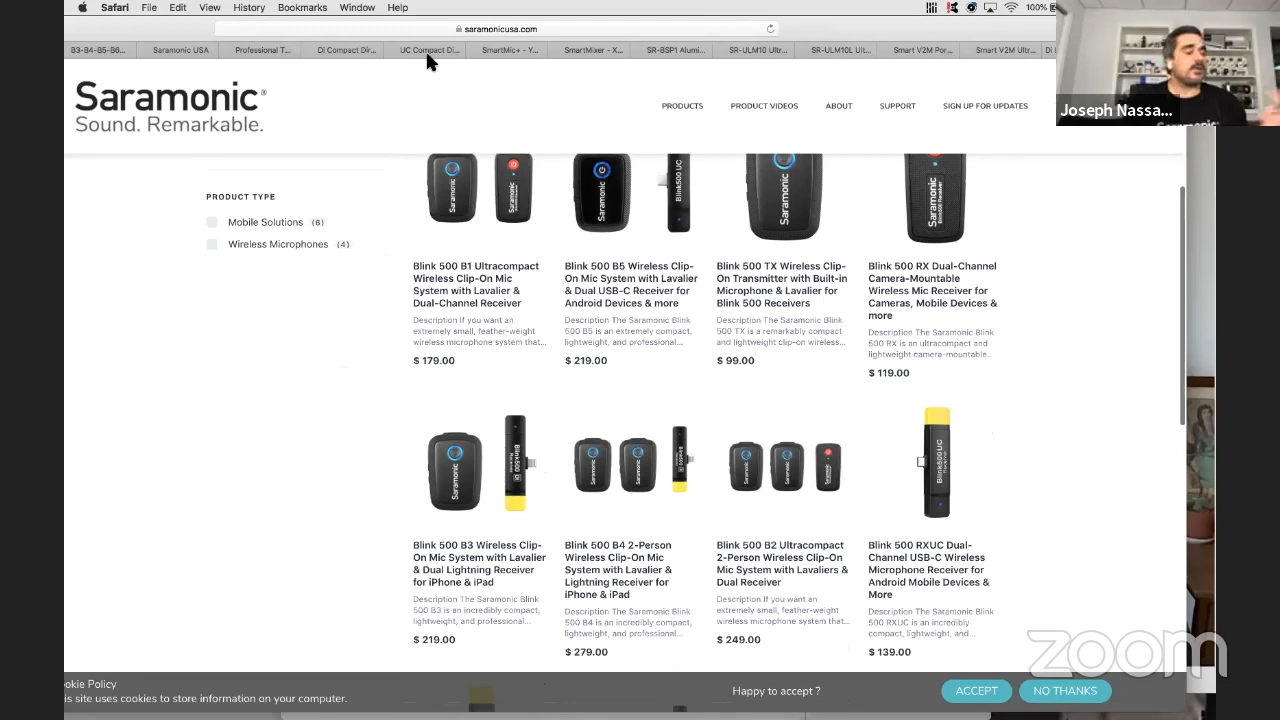 Safari File Edit View History Bookmarks Window Help 100%
saramonicusa.com
B3-B4-B5-B6... Saramonic USA Professional T... Di Compact Dir... UC Compact Di... SmartMic+ - Y... SmartMixer - X... SR-BSP1 Alumi... SR-ULM10 Ultr... SR-ULM10L Ult... Smart V2M Por... Smart V2M Ultr...
Joseph Nassa...
Saramonic
Sound. Remarkable.
PRODUCTS PRODUCT VIDEOS ABOUT SUPPORT SIGN UP FOR UPDATES
PRODUCT TYPE
Mobile Solutions (6)
Wireless Microphones (4)
Blink 500 B1 Ultracompact
Wireless Clip-On Mic
System with Lavalier &
Dual-Channel Receiver
Description If you want an
extremely small, feather-weight
wireless microphone system that...
$ 179.00
Blink 500 B5 Wireless Clip-
On Mic System with Lavalier
& Dual USB-C Receiver for
Android Devices & more
Description The Saramonic Blink
500 B5 is an extremely compact,
lightweight, and professional...
$ 219.00
Blink 500 TX Wireless Clip-
On Transmitter with Built-in
Microphone & Lavalier for
Blink 500 Receivers
Description The Saramonic Blink
500 TX is a remarkably compact
and lightweight clip-on wireless...
$ 99.00
Blink 500 RX Dual-Channel
Camera-Mountable
Wireless Mic Receiver for
Cameras, Mobile Devices &
more
Description The Saramonic Blink
500 RX is an ultracompact and
lightweight camera-mountable...
$ 119.00
Blink 500 B3 Wireless Clip-
On Mic System with Lavalier
& Dual Lightning Receiver
for iPhone & iPad
Description The Saramonic Blink
500 B3 is an incredibly compact,
lightweight, and professional...
$ 219.00
Blink 500 B4 2-Person
Wireless Clip-On Mic
System with Lavalier &
Lightning Receiver for
iPhone & iPad
Description The Saramonic Blink
500 B4 is an incredibly compact,
lightweight, and professional...
$ 279.00
Blink 500 B2 Ultracompact
2-Person Wireless Clip-On
Mic System with Lavaliers &
Dual Receiver
Description If you want an
extremely small, feather-weight
wireless microphone system that...
$ 249.00
Blink 500 RXUC Dual-
Channel USB-C Wireless
Microphone Receiver for
Android Mobile Devices &
More
Description The Saramonic Blink
500 RXUC is an incredibly
compact, lightweight, and...
$ 139.00
zoom
ookie Policy
is site uses cookies to store information on your computer.
Happy to accept ?
ACCEPT
NO THANKS